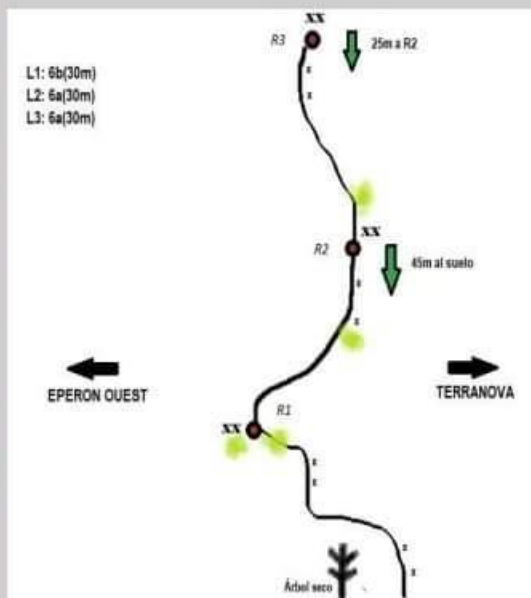 XX
R3
25m a R2
L1: 6b(30m)
L2: 6a(30m)
L3: 6a(30m)
XX
R2
45m al suelo
EPERON OUEST
TERRANOVA
R1
XX
Árbol seco